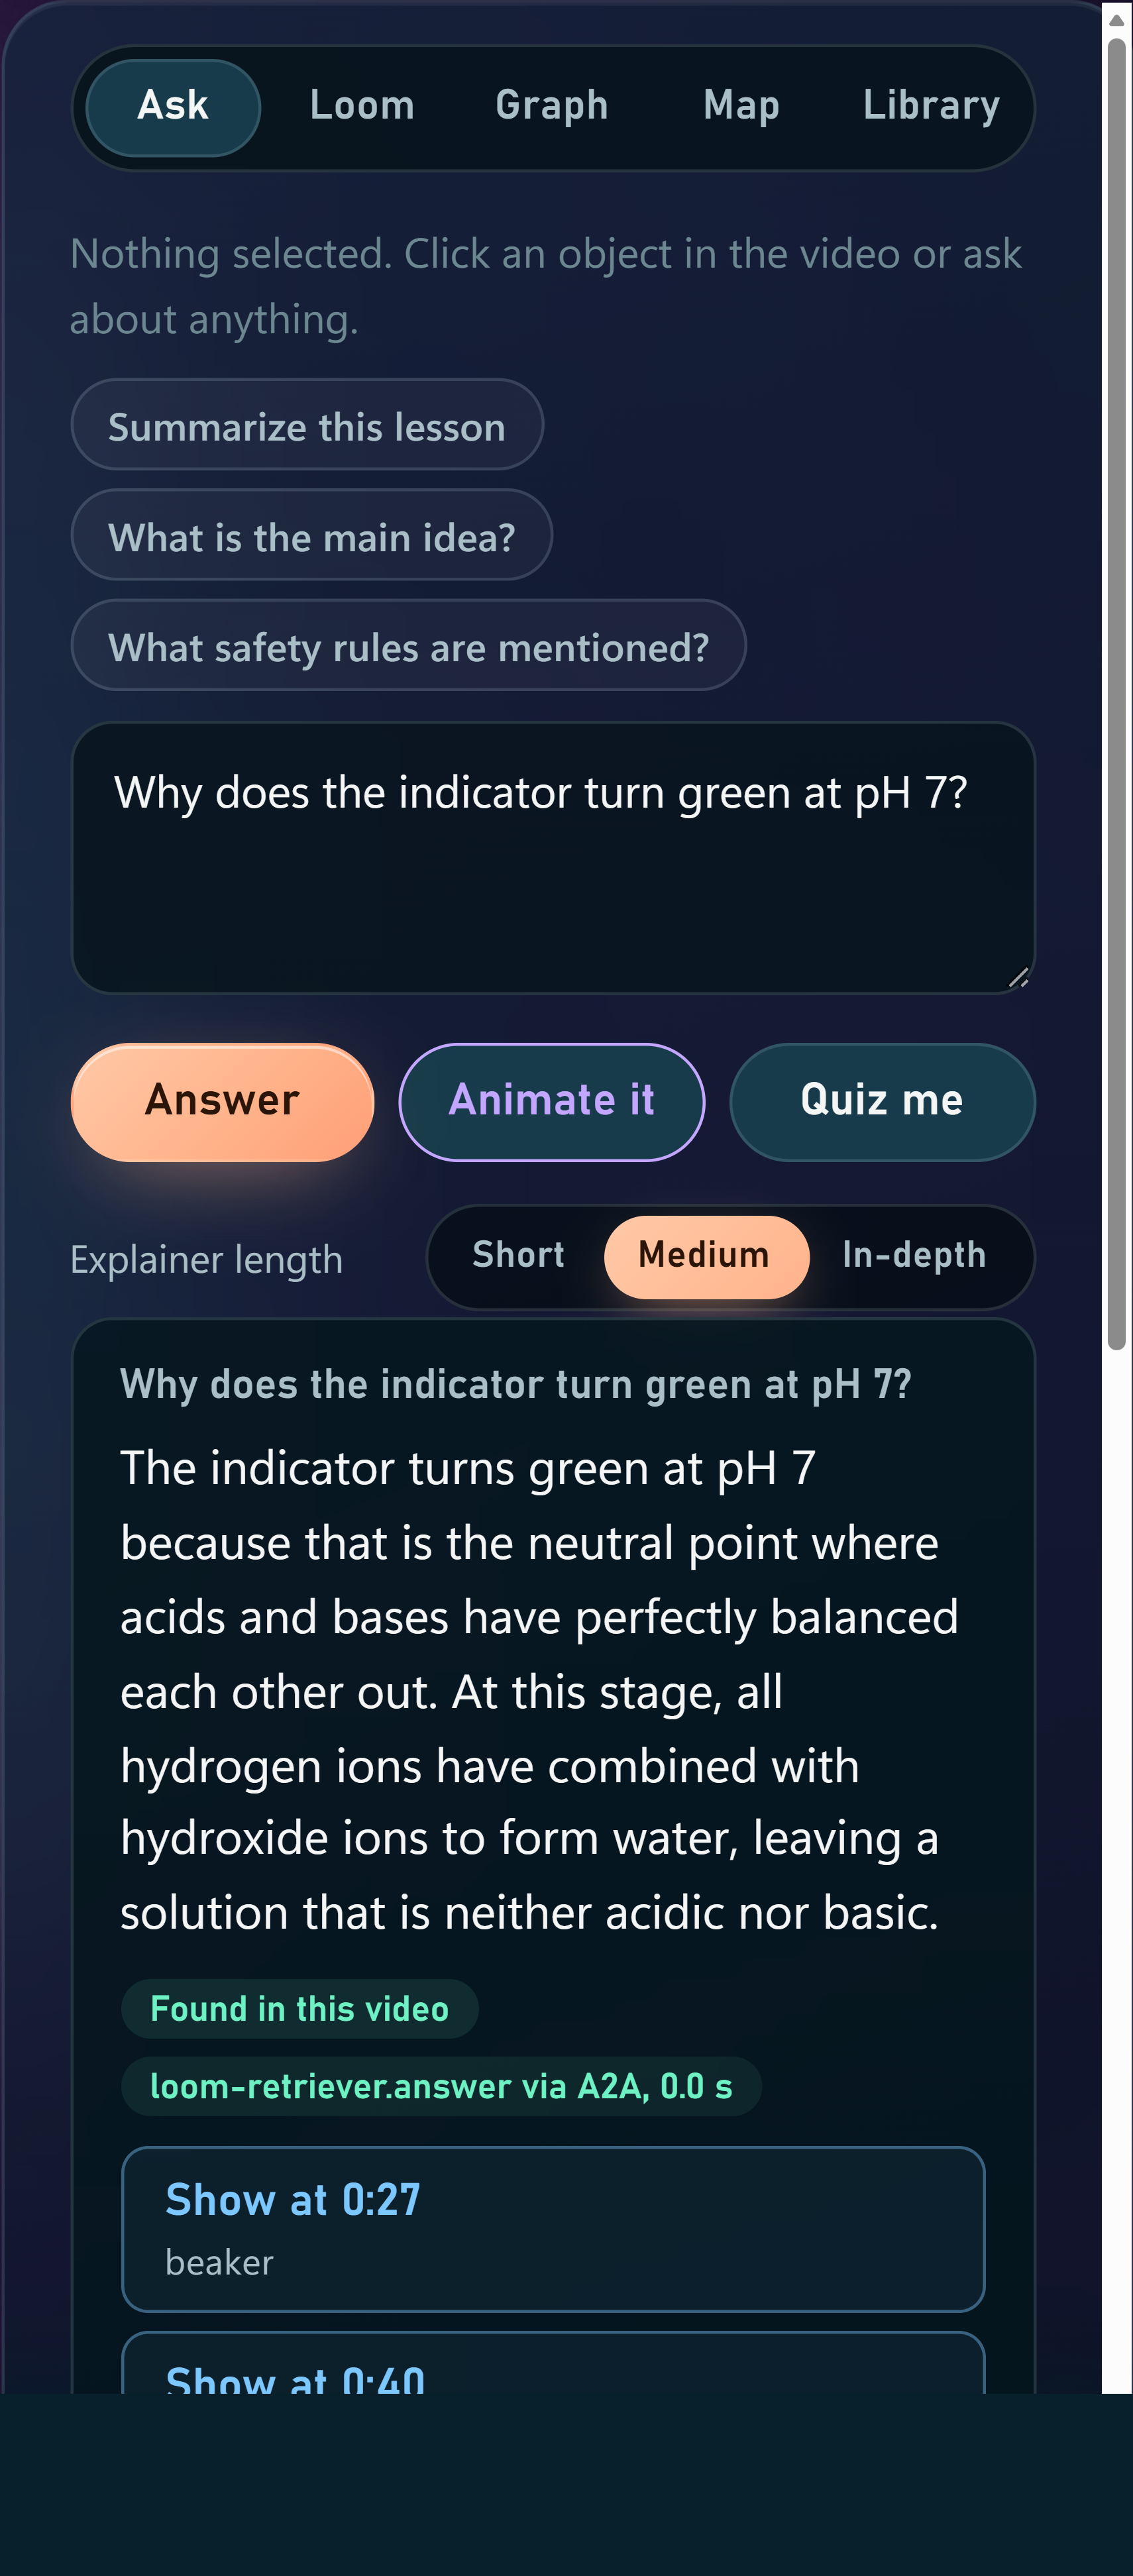 Ask Loom Graph Map Library
Nothing selected. Click an object in the video or ask
about anything.
Summarize this lesson
What is the main idea?
What safety rules are mentioned?
Why does the indicator turn green at pH 7?
Answer Animate it Quiz me
Explainer length Short Medium In-depth
Why does the indicator turn green at pH 7?
The indicator turns green at pH 7
because that is the neutral point where
acids and bases have perfectly balanced
each other out. At this stage, all
hydrogen ions have combined with
hydroxide ions to form water, leaving a
solution that is neither acidic nor basic.
Found in this video
loom-retriever.answer via A2A, 0.0 s
Show at 0:27
beaker
Show at 0:40